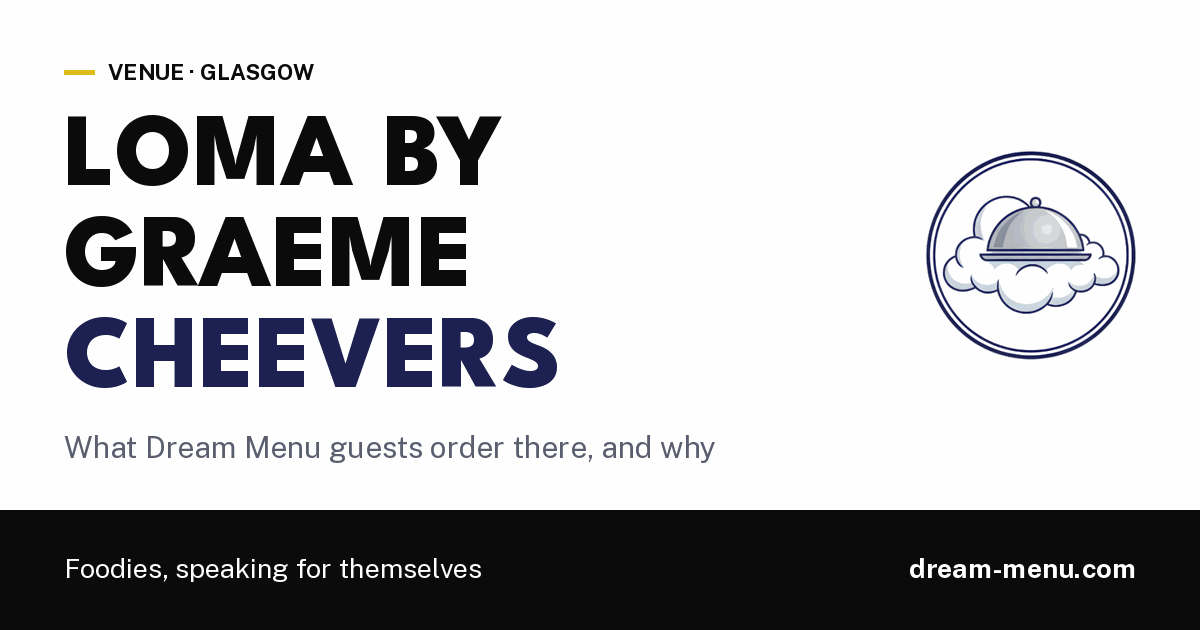 VENUE · GLASGOW
LOMA BY
GRAEME
CHEEVERS
What Dream Menu guests order there, and why
Foodies, speaking for themselves
dream-menu.com